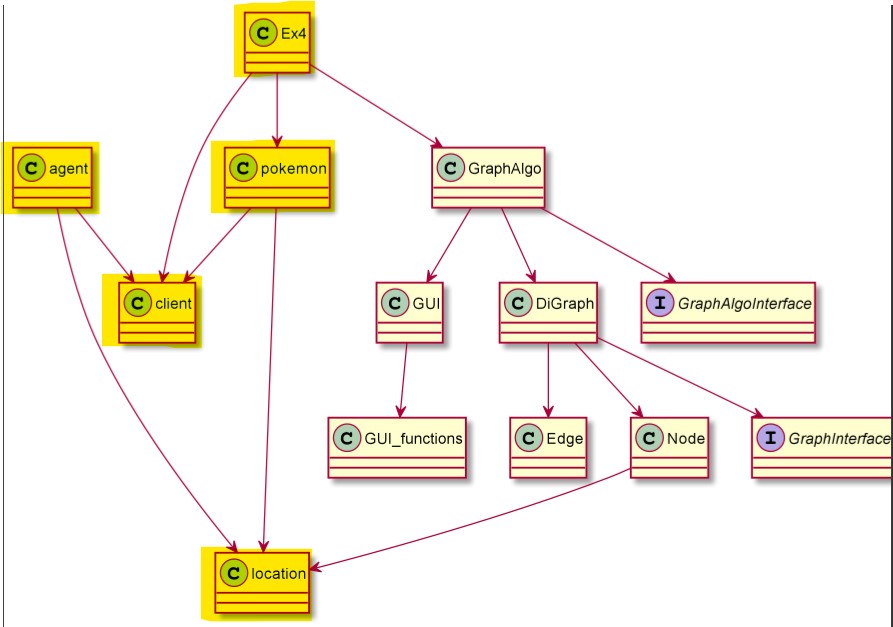 C Ex4
C agent
C pokemon
C GraphAlgo
C client
C GUI
C DiGraph
I GraphAlgoInterface
C GUI_functions
C Edge
C Node
I GraphInterface
C location